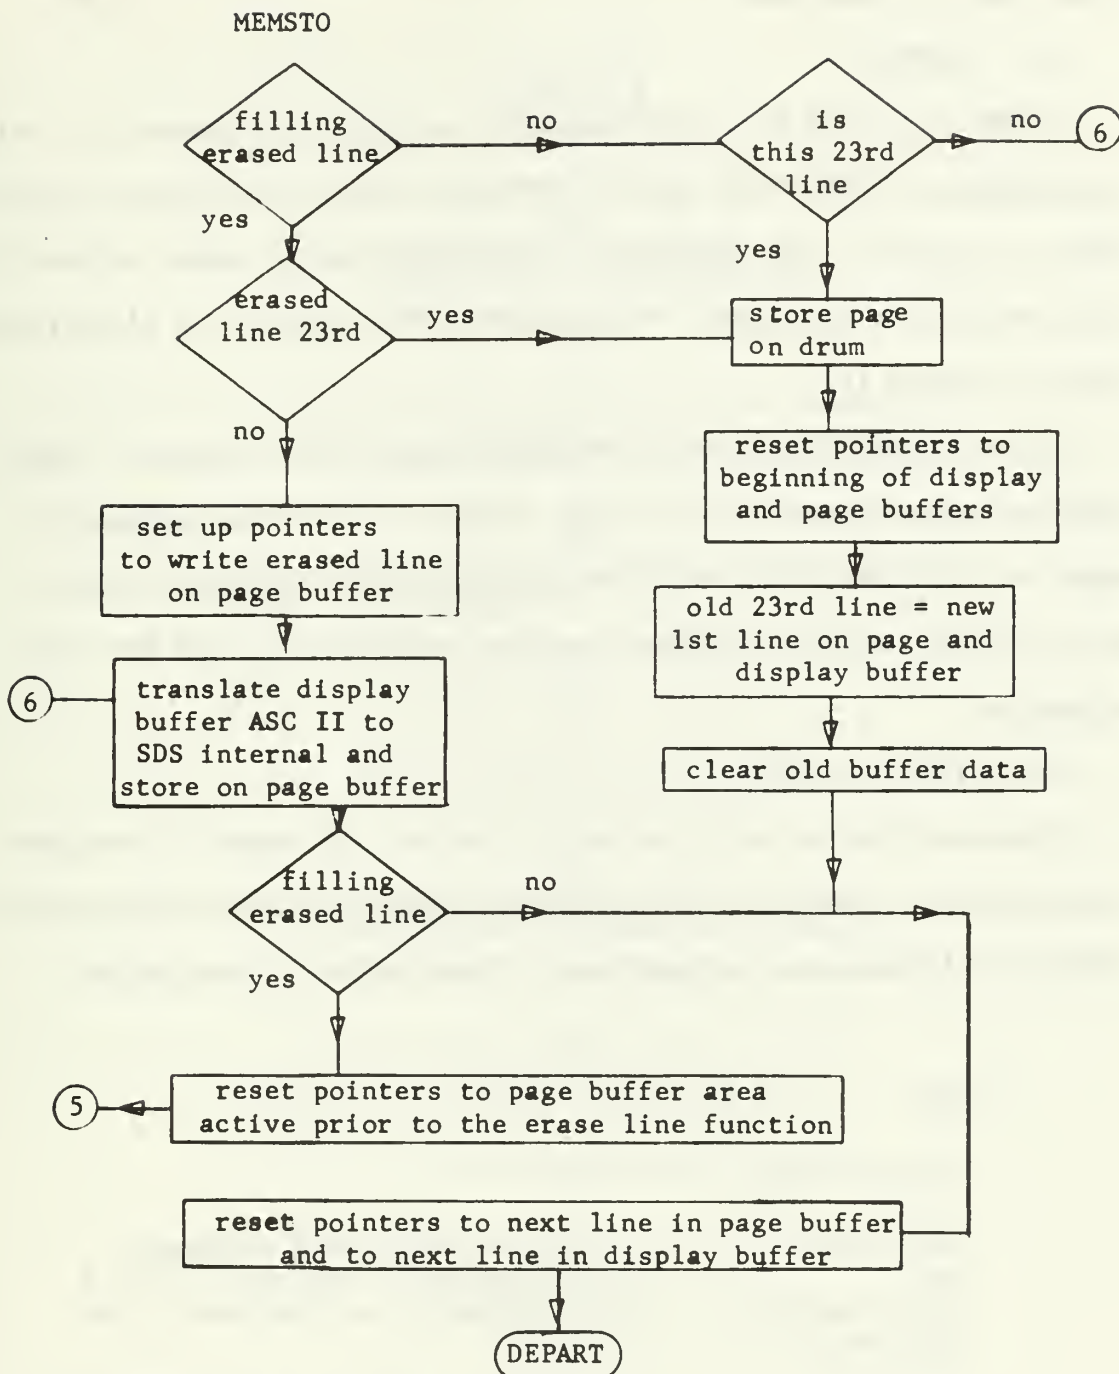 MEMSTO
filling
erased line
no
is
this 23rd
line
no
6
yes
yes
erased
line 23rd
yes
store page
on drum
no
reset pointers to
beginning of display
and page buffers
set up pointers
to write erased line
on page buffer
old 23rd line = new
1st line on page and
display buffer
6
translate display
buffer ASC II to
SDS internal and
store on page buffer
clear old buffer data
filling
erased line
no
yes
reset pointers to page buffer area
active prior to the erase line function
5
reset pointers to next line in page buffer
and to next line in display buffer
DEPART